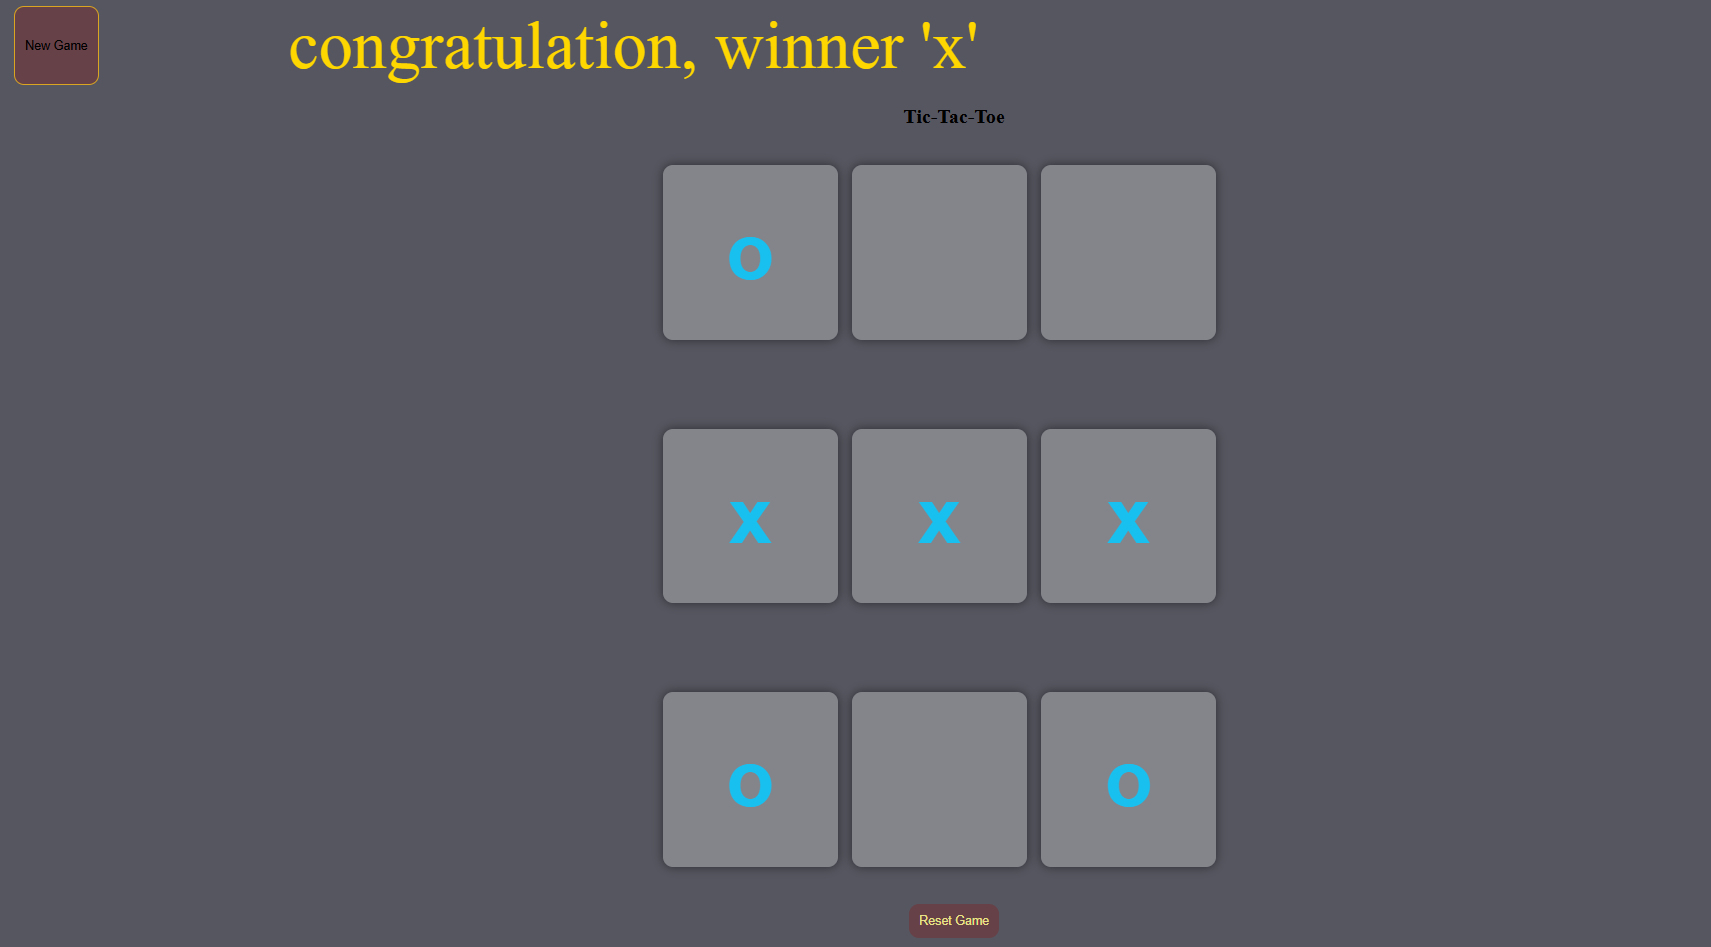 New Game
congratulation, winner 'x'
Tic-Tac-Toe
o
x x x
o o
Reset Game